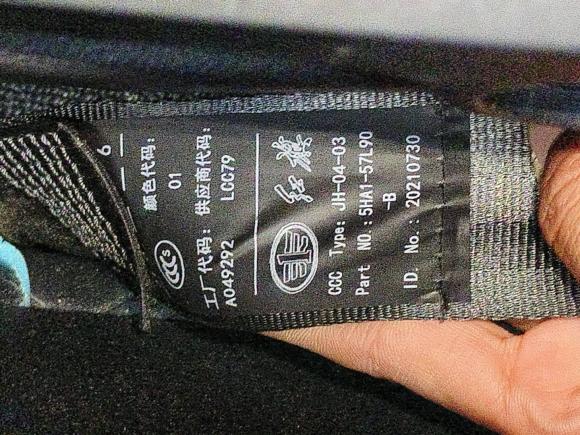 红旗
CCC Type: JH-04-03
Part NO.: 5HA1-57L90
-B
ID. No.: 20210730
工厂代码: 供应商代码:
A049292 LCC79
CCC S
颜色代码:
01
6